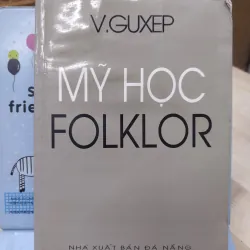 V.GUXEP
MỸ HỌC
FOLKLOR
NHÀ XUẤT BẢN ĐÀ NẴNG